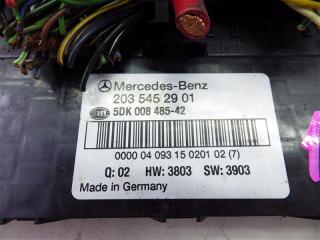 Mercedes-Benz
203 545 29 01
HELLA 5DK 008 485-42
0000 04 093 15 0201 02 (7)
Q: 02 HW: 3803 SW: 3903
Made in Germany